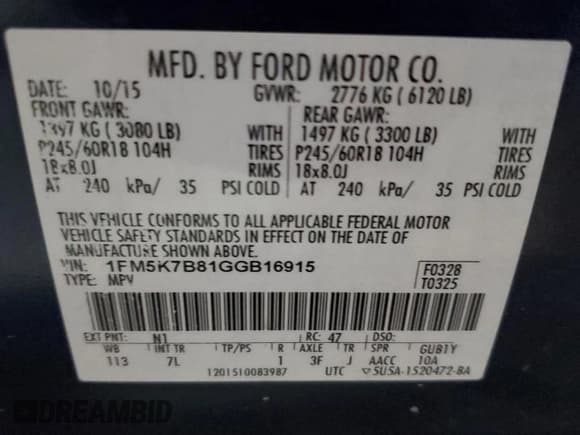 MFD. BY FORD MOTOR CO.
DATE: 10/15 GVWR: 2776 KG ( 6120 LB)
FRONT GAWR: REAR GAWR:
1397 KG ( 3080 LB) WITH 1497 KG ( 3300 LB) WITH
P245/60R18 104H TIRES P245/60R18 104H TIRES
18x8.0J RIMS 18x8.0J RIMS
AT 240 kPa/ 35 PSI COLD AT 240 kPa/ 35 PSI COLD
THIS VEHICLE CONFORMS TO ALL APPLICABLE FEDERAL MOTOR
VEHICLE SAFETY STANDARDS IN EFFECT ON THE DATE OF
MANUFACTURE SHOWN ABOVE.
VIN: 1FM5K7B81GGB16915 F0328
TYPE: MPV T0325
EXT PNT: N1 RC: 47 DSO:
WB INT TR TP/PS R AXLE TR SPR GUB1Y
113 7L 1 3F J AACC 10A
1201510083987 UTC ▽5U5A-1520472-BA
DREAMBID